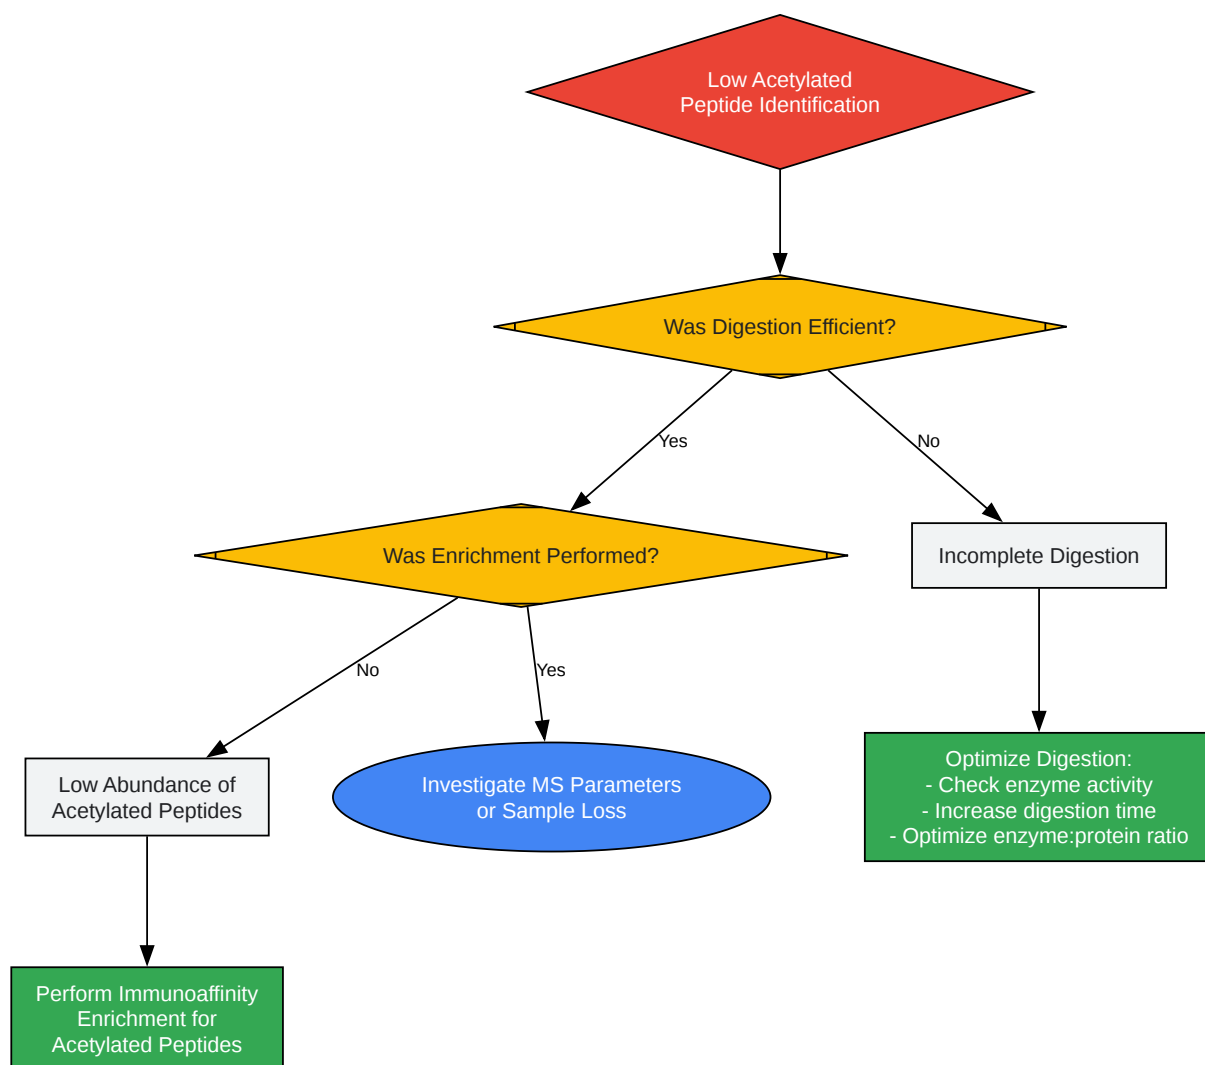 Low Acetylated
Peptide Identification
Was Digestion Efficient?
Yes
No
Was Enrichment Performed?
Incomplete Digestion
No
Yes
Low Abundance of
Acetylated Peptides
Investigate MS Parameters
or Sample Loss
Optimize Digestion:
- Check enzyme activity
- Increase digestion time
- Optimize enzyme:protein ratio
Perform Immunoaffinity
Enrichment for
Acetylated Peptides